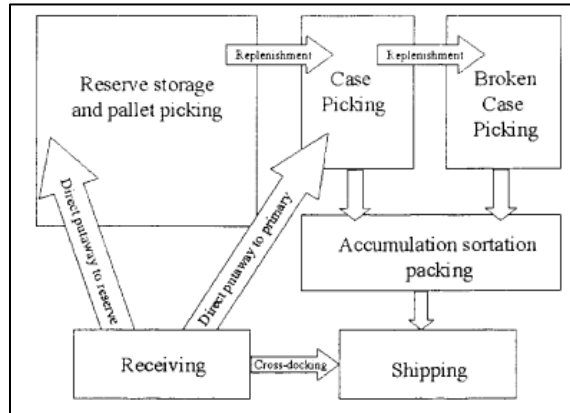 Replenishment
Replenishment
Reserve storage
and pallet picking
Case
Picking
Broken
Case
Picking
Direct putaway to reserve
Direct putaway to primary
Accumulation sortation
packing
Receiving
Cross-docking
Shipping